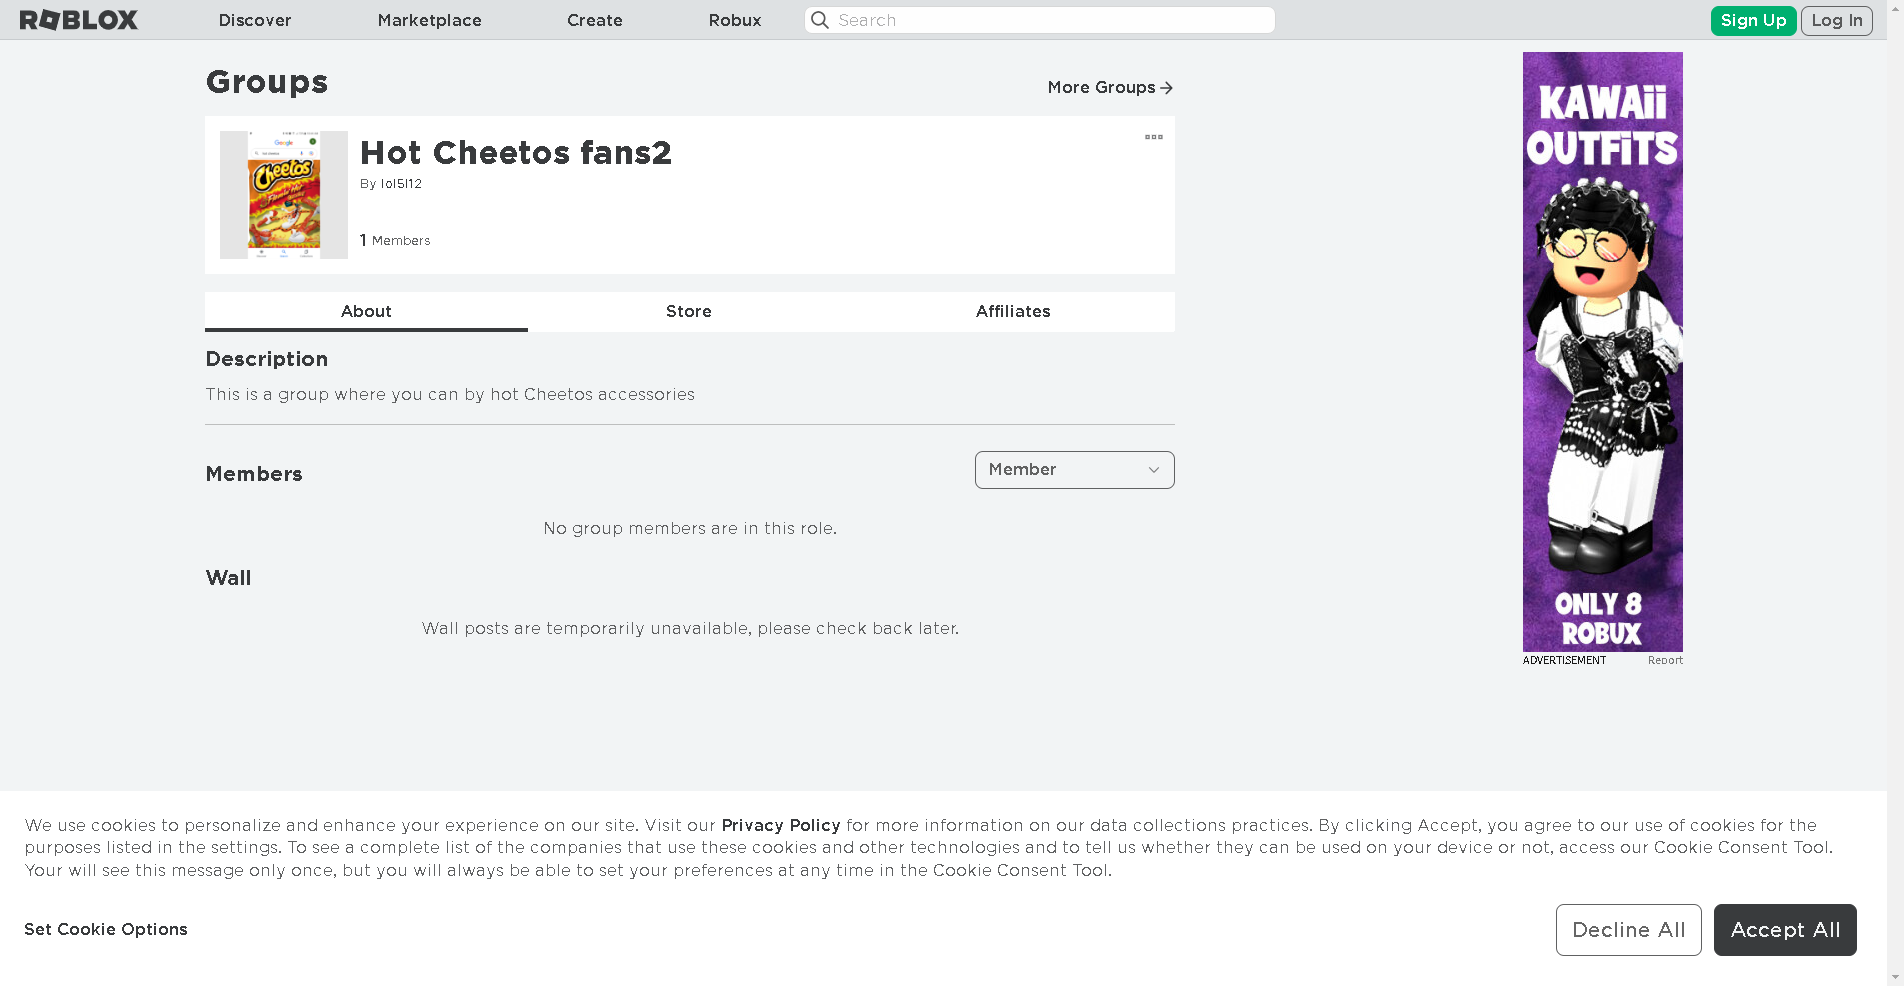 ROBLOX Discover Marketplace Create Robux Search Sign Up Log In
Groups
More Groups
Google
Cheetos
Hot Cheetos fans2
By lol5l12
1 Members
About Store Affiliates
Description
This is a group where you can by hot Cheetos accessories
Members
Member
No group members are in this role.
Wall
Wall posts are temporarily unavailable, please check back later.
KAWAii
OUTFiTS
ONLY 8
ROBUX
ADVERTISEMENT Report
We use cookies to personalize and enhance your experience on our site. Visit our Privacy Policy for more information on our data collections practices. By clicking Accept, you agree to our use of cookies for the
purposes listed in the settings. To see a complete list of the companies that use these cookies and other technologies and to tell us whether they can be used on your device or not, access our Cookie Consent Tool.
Your will see this message only once, but you will always be able to set your preferences at any time in the Cookie Consent Tool.
Set Cookie Options
Decline All
Accept All